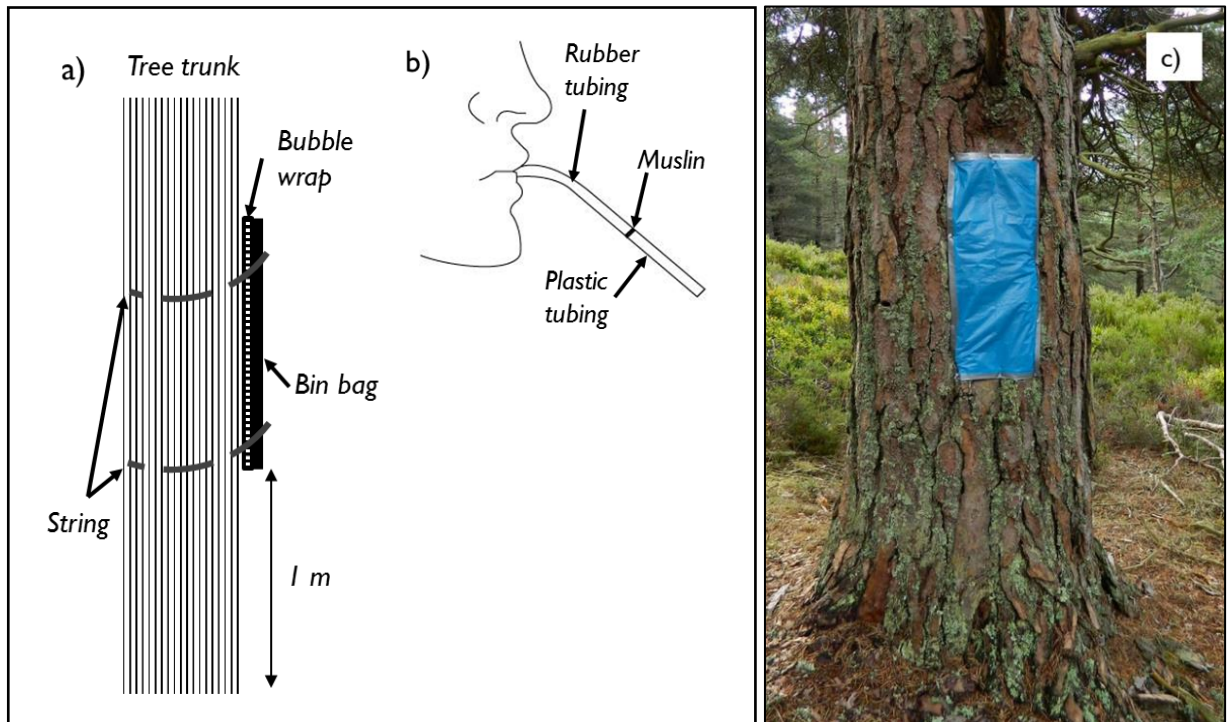 a)
Tree trunk
Bubble
wrap
Bin bag
String
1 m
b)
Rubber
tubing
Muslin
Plastic
tubing
c)